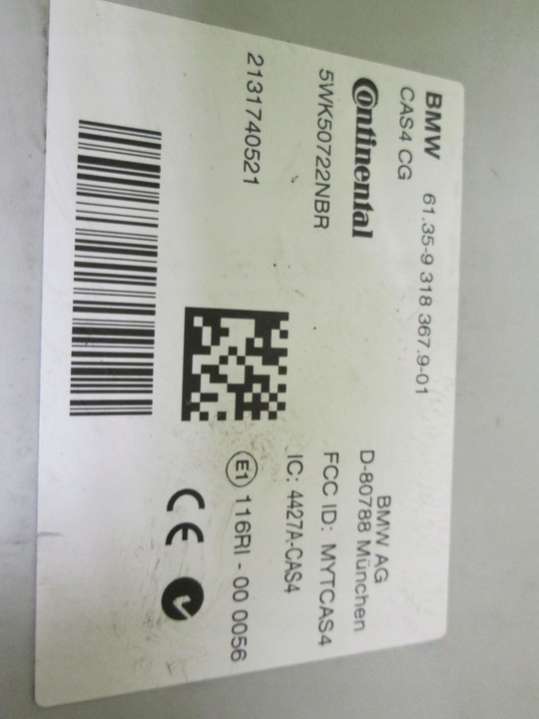 BMW 61.35-9 318 367.9-01
CAS4 CG
Continental
5WK50722NBR
2131740521
BMW AG
D-80788 München
FCC ID: MYTCAS4
IC: 4427A-CAS4
E1 116RI - 00 0056
CE